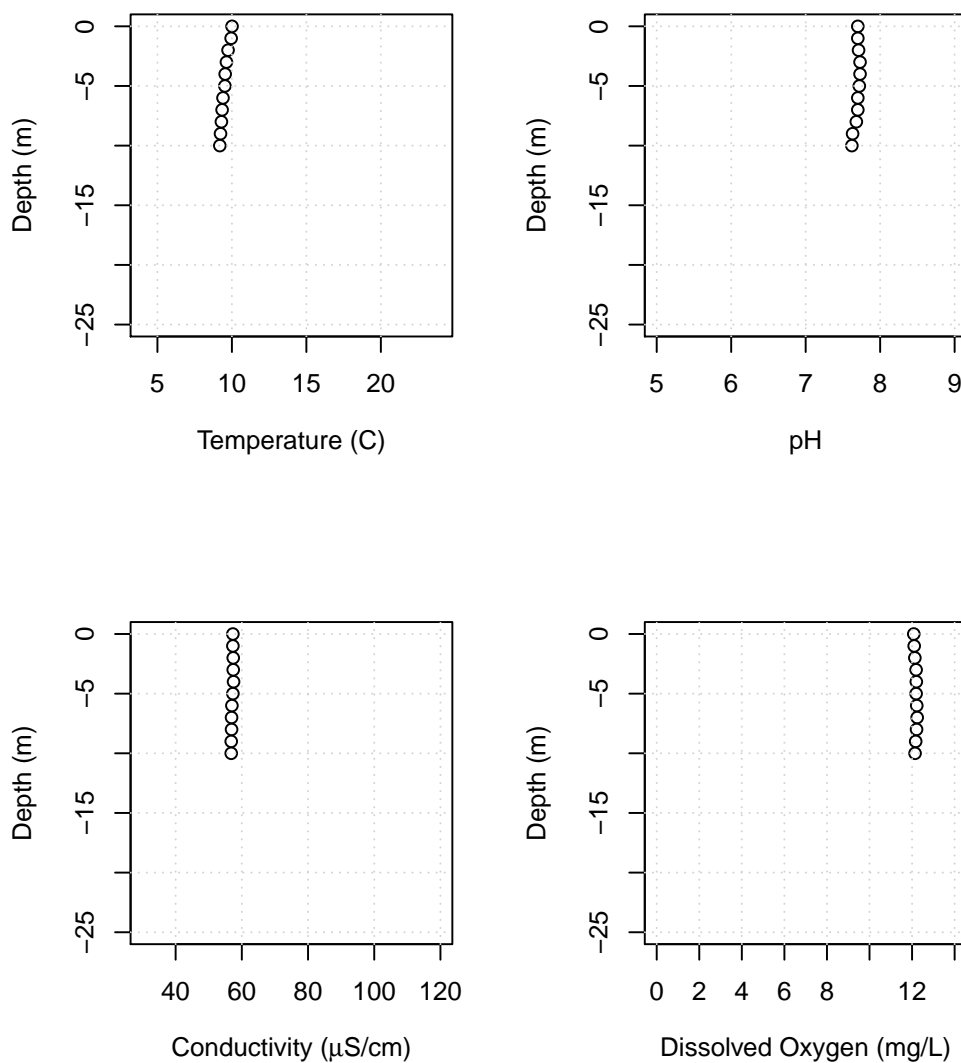 0
−5
−15
−25
Depth (m)
5 10 15 20
Temperature (C)
0
−5
−15
−25
Depth (m)
5 6 7 8 9
pH
0
−5
−15
−25
Depth (m)
40 60 80 100 120
Conductivity (μS/cm)
0
−5
−15
−25
Depth (m)
0 2 4 6 8 12
Dissolved Oxygen (mg/L)